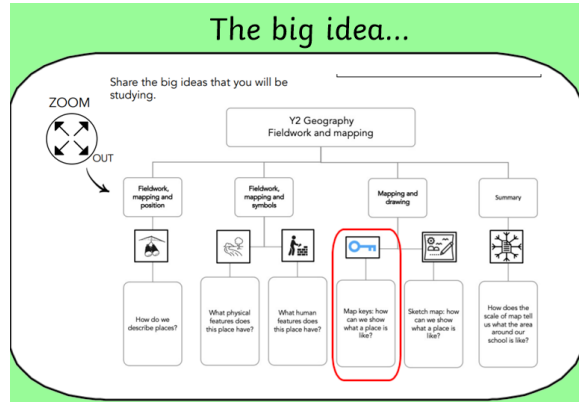 The big idea...
Share the big ideas that you will be
studying.
ZOOM
OUT
Y2 Geography
Fieldwork and mapping
Fieldwork,
mapping and
position
Fieldwork,
mapping and
symbols
Mapping and
drawing
Summary
How do we
describe places?
What physical
features does
this place have?
What human
features does
this place have?
Map keys: how
can we show
what a place is
like?
Sketch map: how
can we show
what a place is
like?
How does the
scale of map tell
us what the area
around our
school is like?